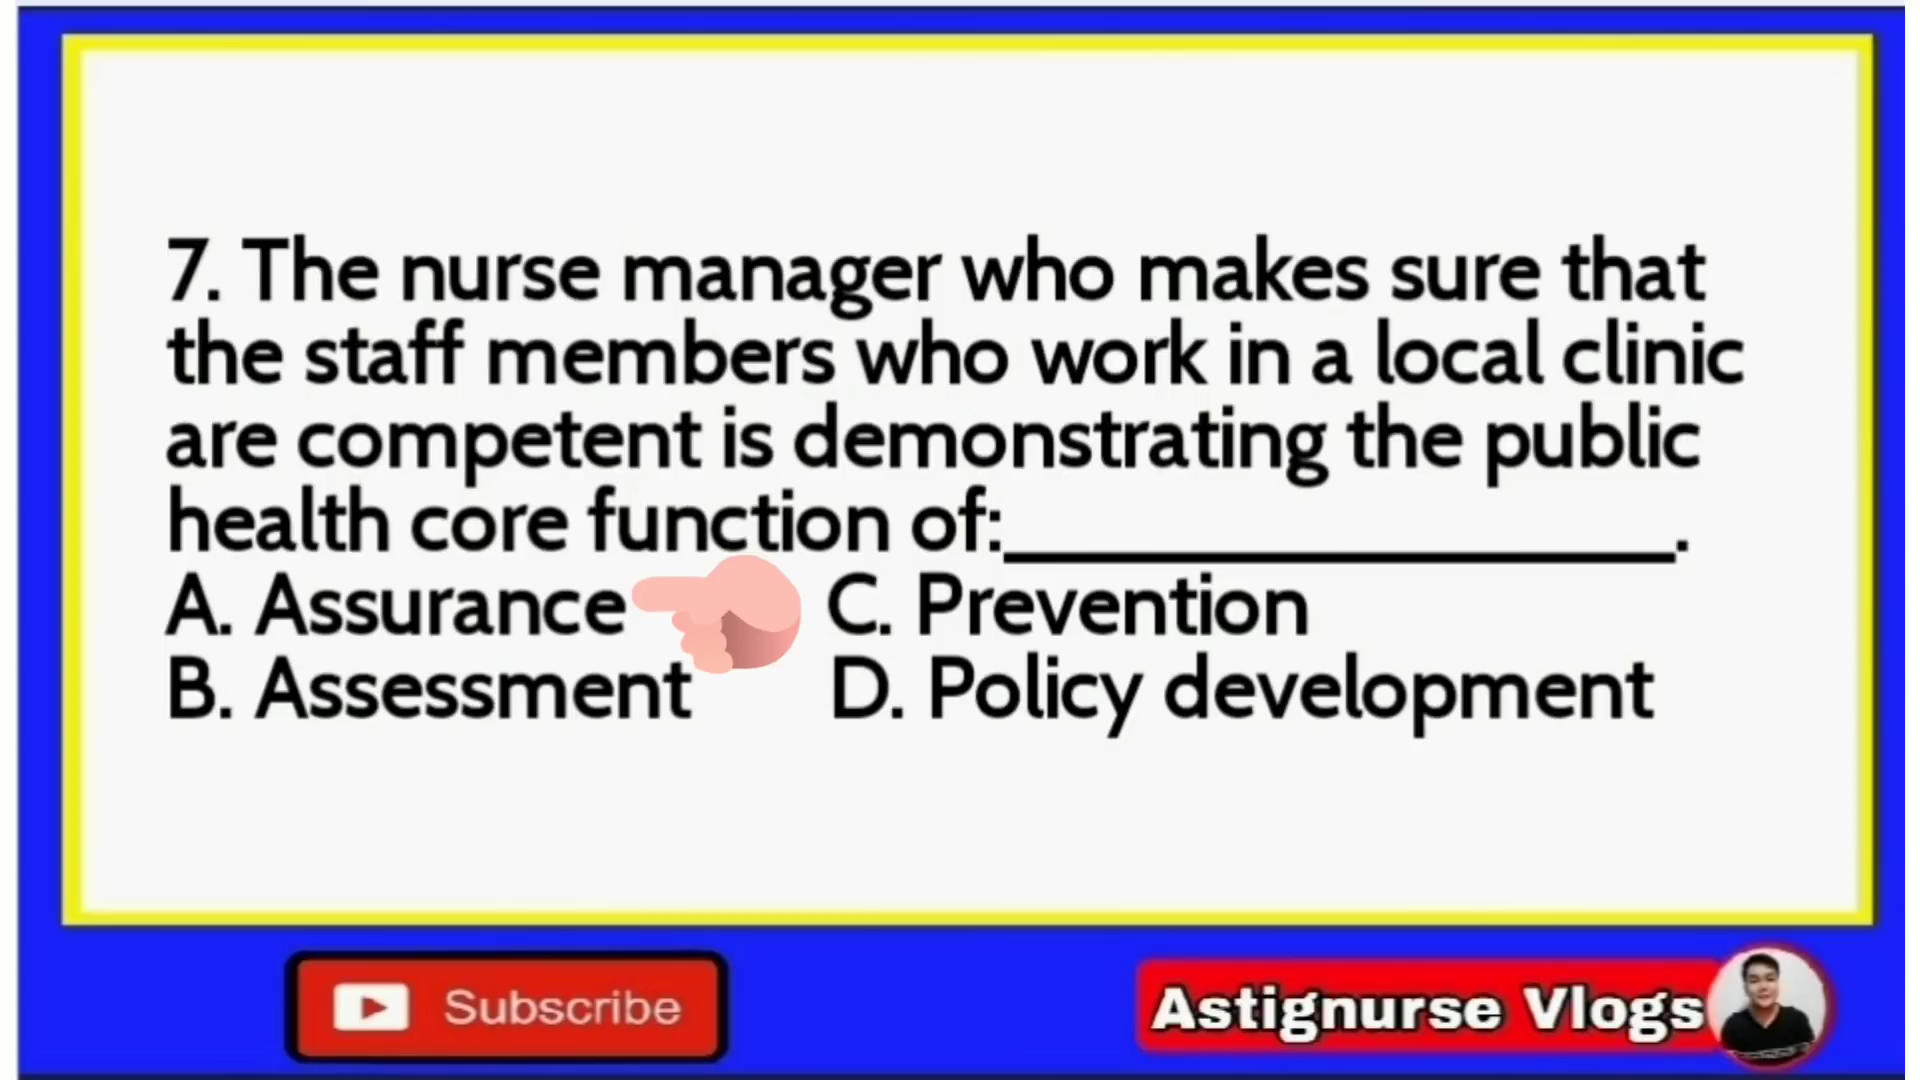 7. The nurse manager who makes sure that
the staff members who work in a local clinic
are competent is demonstrating the public
health core function of:____________________.
A. Assurance C. Prevention
B. Assessment D. Policy development
Subscribe
Astignurse Vlogs